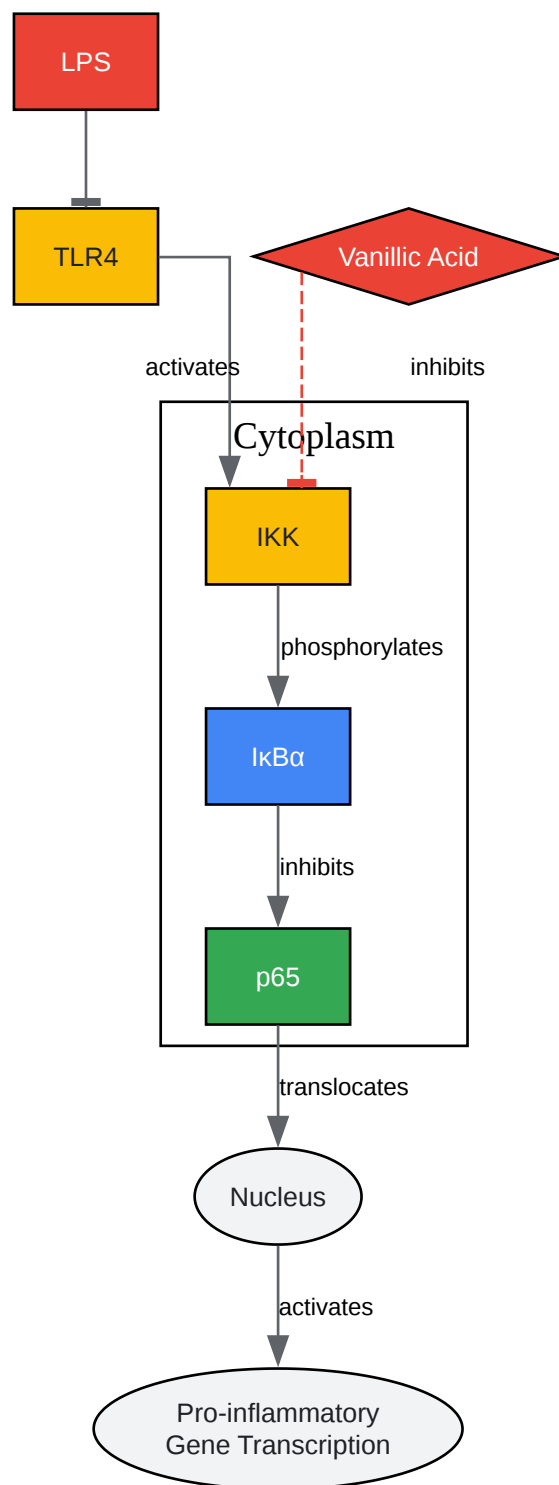 LPS
TLR4
Vanillic Acid
activates
inhibits
Cytoplasm
IKK
phosphorylates
IκBα
inhibits
p65
translocates
Nucleus
activates
Pro-inflammatory
Gene Transcription